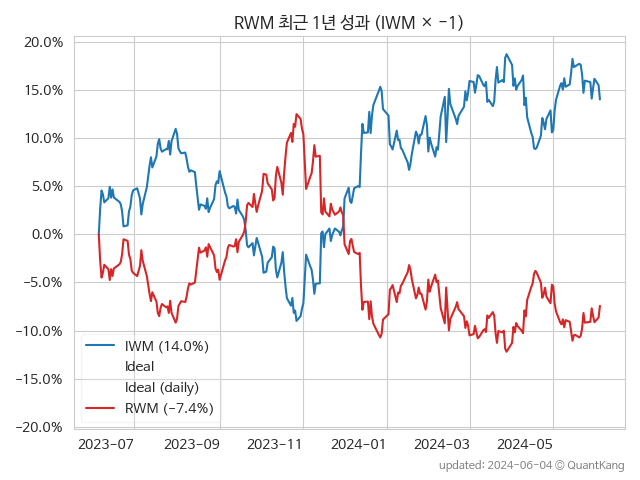 RWM 최근 1년 성과 (IWM × −1)
20.0%
15.0%
10.0%
5.0%
0.0%
−5.0%
−10.0%
−15.0%
−20.0%
IWM (14.0%)
Ideal
Ideal (daily)
RWM (−7.4%)
2023−07
2023−09
2023−11
2024−01
2024−03
2024−05
updated: 2024-06-04 © QuantKang